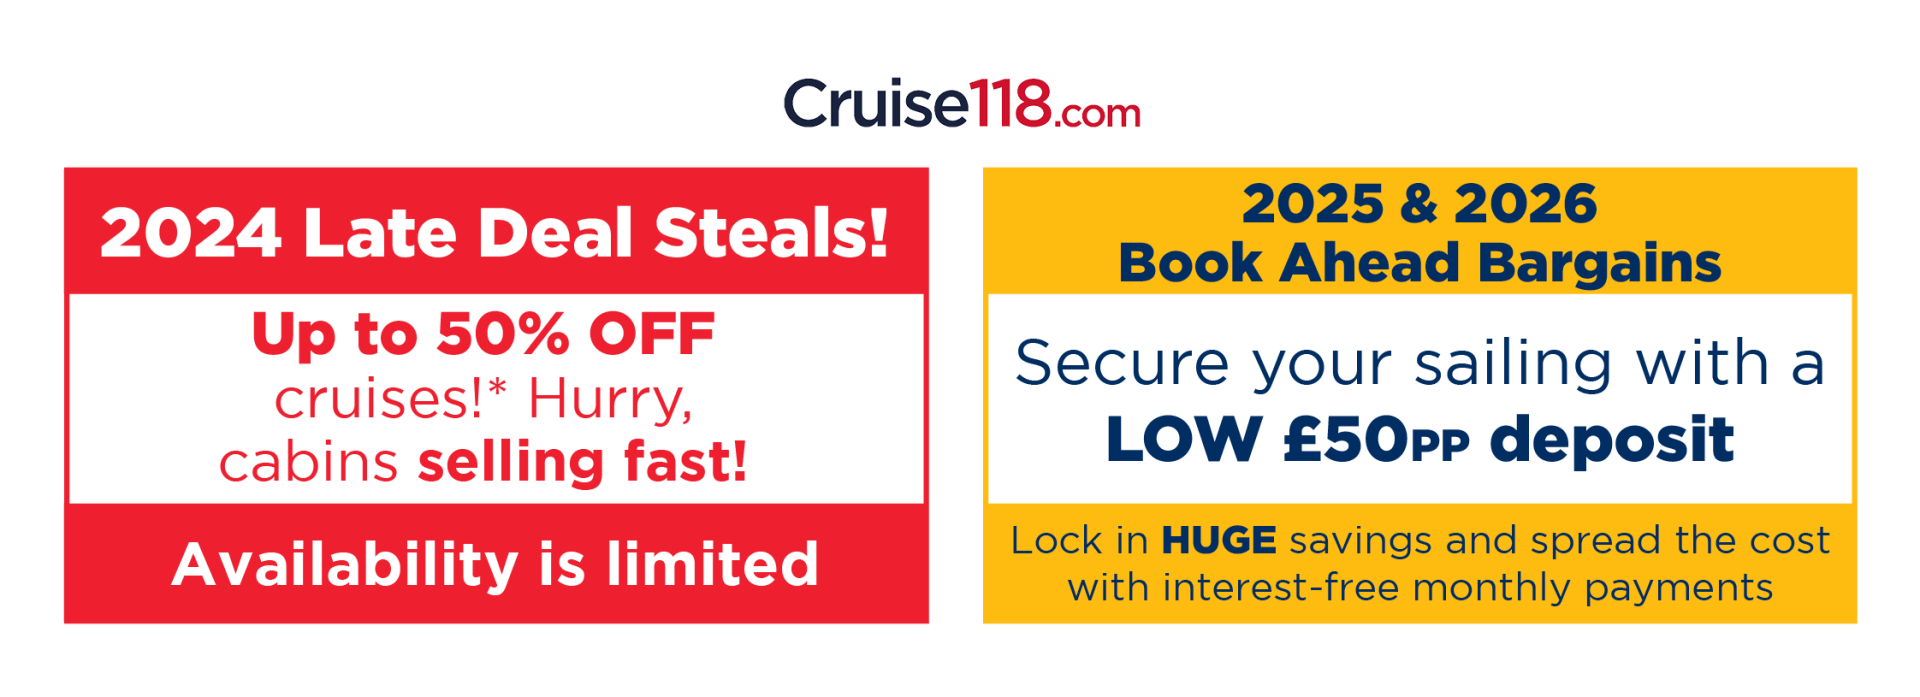 Cruise118.com
2024 Late Deal Steals!
Up to 50% OFF
cruises!* Hurry,
cabins selling fast!
Availability is limited
2025 & 2026
Book Ahead Bargains
Secure your sailing with a
LOW £50PP deposit
Lock in HUGE savings and spread the cost
with interest-free monthly payments